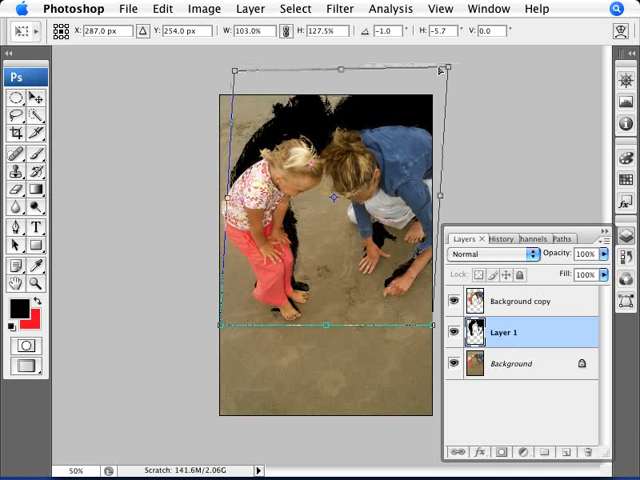 Photoshop File Edit Image Layer Select Filter Analysis View Window Help
X: 287.0 px Y: 254.0 px W: 103.0% H: 127.5% -1.0 ° H: -5.7 V: 0.0 °
Ps
Layers × History hannels Paths
Normal Opacity: 100%
Lock: Fill: 100%
Background copy
Layer 1
Background
T
fx
50% Scratch: 141.6M/2.06G